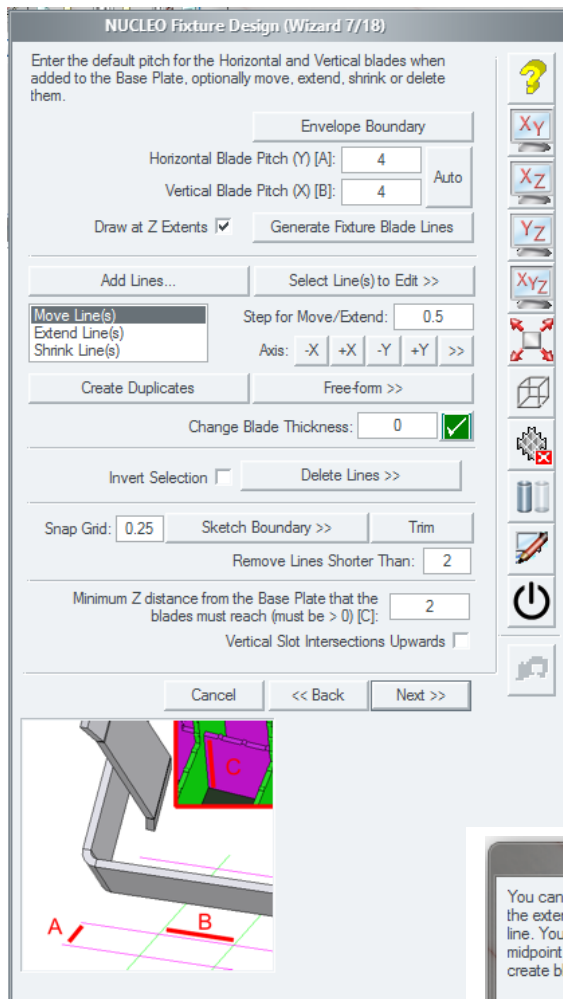 NUCLEO Fixture Design (Wizard 7/18)
Enter the default pitch for the Horizontal and Vertical blades when
added to the Base Plate, optionally move, extend, shrink or delete
them.
Envelope Boundary
Horizontal Blade Pitch (Y) [A]: 4
Vertical Blade Pitch (X) [B]: 4
Auto
Draw at Z Extents Generate Fixture Blade Lines
Add Lines... Select Line(s) to Edit >>
Move Line(s)
Extend Line(s)
Shrink Line(s)
Step for Move/Extend: 0.5
Axis: -X +X -Y +Y >>
Create Duplicates Free-form >>
Change Blade Thickness: 0
Invert Selection Delete Lines >>
Snap Grid: 0.25 Sketch Boundary >> Trim
Remove Lines Shorter Than: 2
Minimum Z distance from the Base Plate that the
blades must reach (must be > 0) [C]: 2
Vertical Slot Intersections Upwards
Cancel << Back Next >>
?
XY
XZ
YZ
XYZ
C
A
B
You can
the exter
line. You
midpoint
create bl